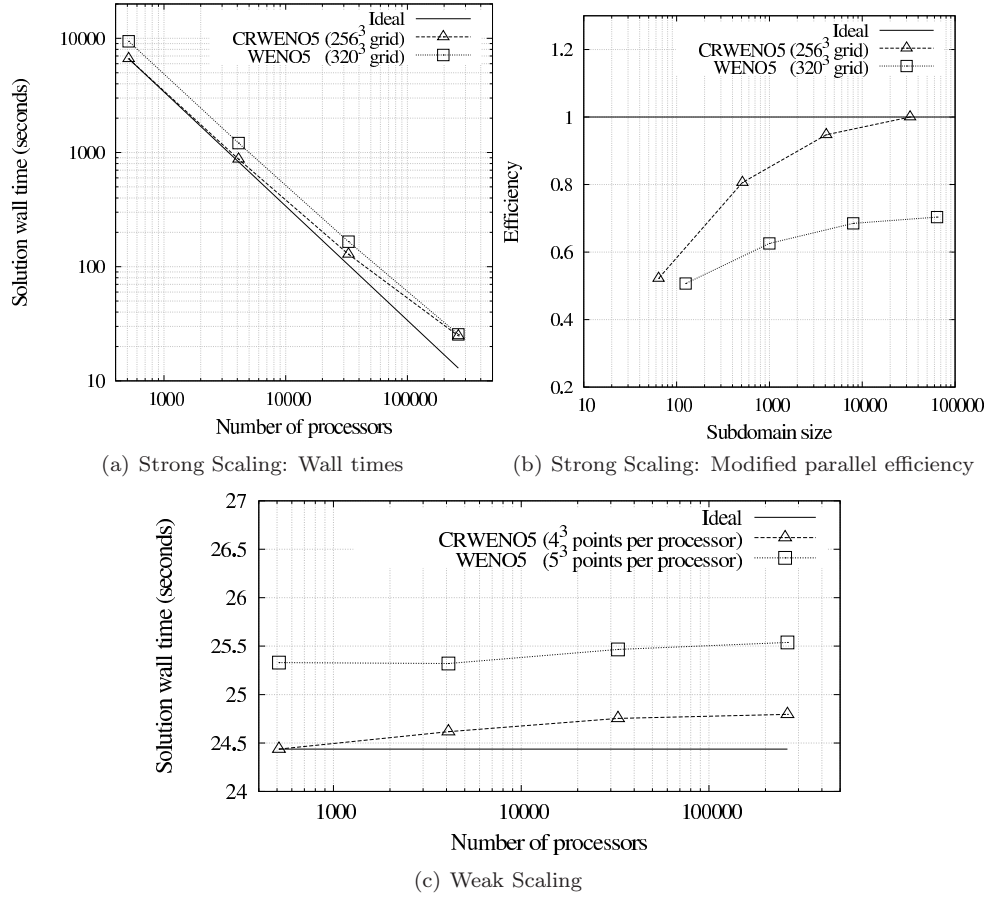 Ideal
CRWENO5 (256³ grid)
WENO5 (320³ grid)
10000
1000
100
10
1000 10000 100000
Solution wall time (seconds)
Number of processors
(a) Strong Scaling: Wall times
Ideal
CRWENO5 (256³ grid)
WENO5 (320³ grid)
1.2
1
0.8
0.6
0.4
0.2
10 100 1000 10000 100000
Efficiency
Subdomain size
(b) Strong Scaling: Modified parallel efficiency
Ideal
CRWENO5 (4³ points per processor)
WENO5 (5³ points per processor)
27
26.5
26
25.5
25
24.5
24
1000 10000 100000
Solution wall time (seconds)
Number of processors
(c) Weak Scaling